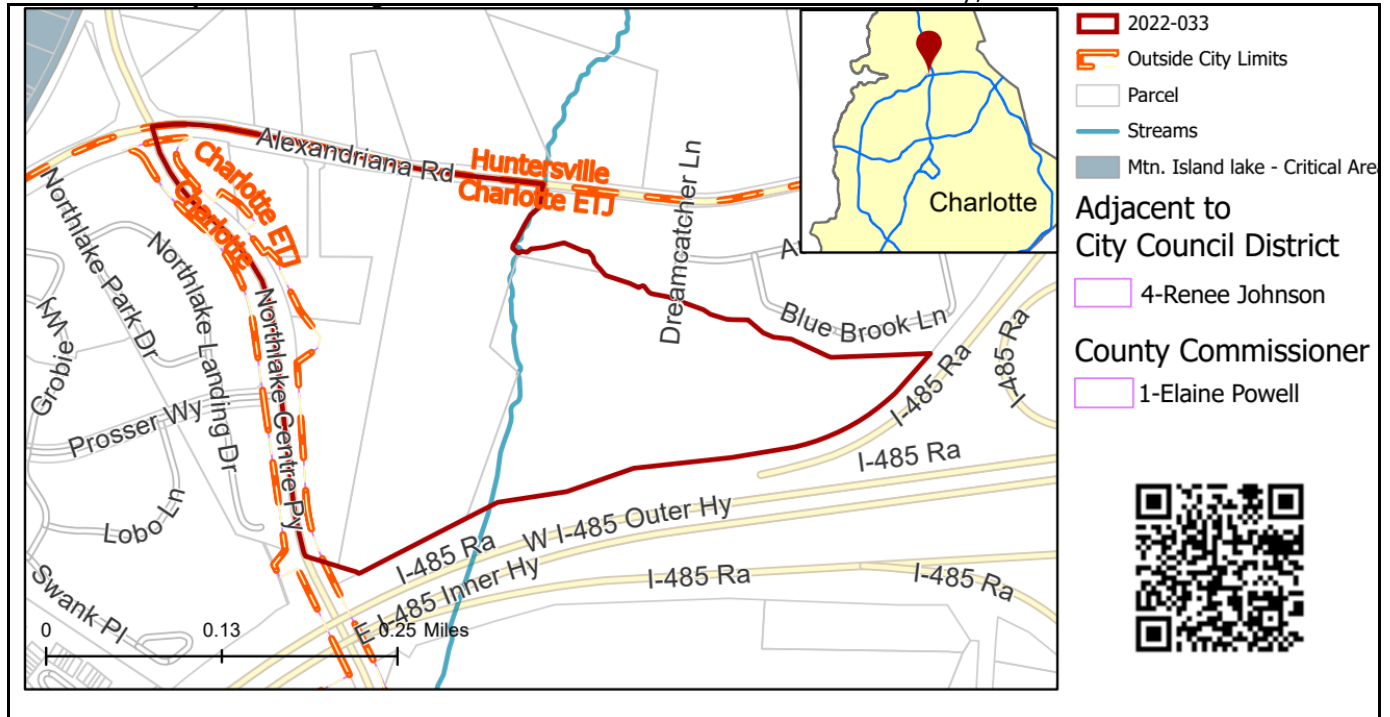 Alexandriana Rd
Huntersville
Charlotte ETJ
Charlotte ETJ
Charlotte
Dreamcatcher Ln
Blue Brook Ln
Northlake Park Dr
Northlake Landing Dr
Northlake Centre Py
Grobie Wy
Prosser Wy
Lobo Ln
Swank Pl
I-485 Ra
I-485 Ra
I-485 Ra
W I-485 Outer Hy
I-485 Ra
E I-485 Inner Hy
I-485 Ra
I-485 Ra
0 0.13 0.25 Miles
Charlotte
2022-033
Outside City Limits
Parcel
Streams
Mtn. Island lake - Critical Are
Adjacent to
City Council District
4-Renee Johnson
County Commissioner
1-Elaine Powell